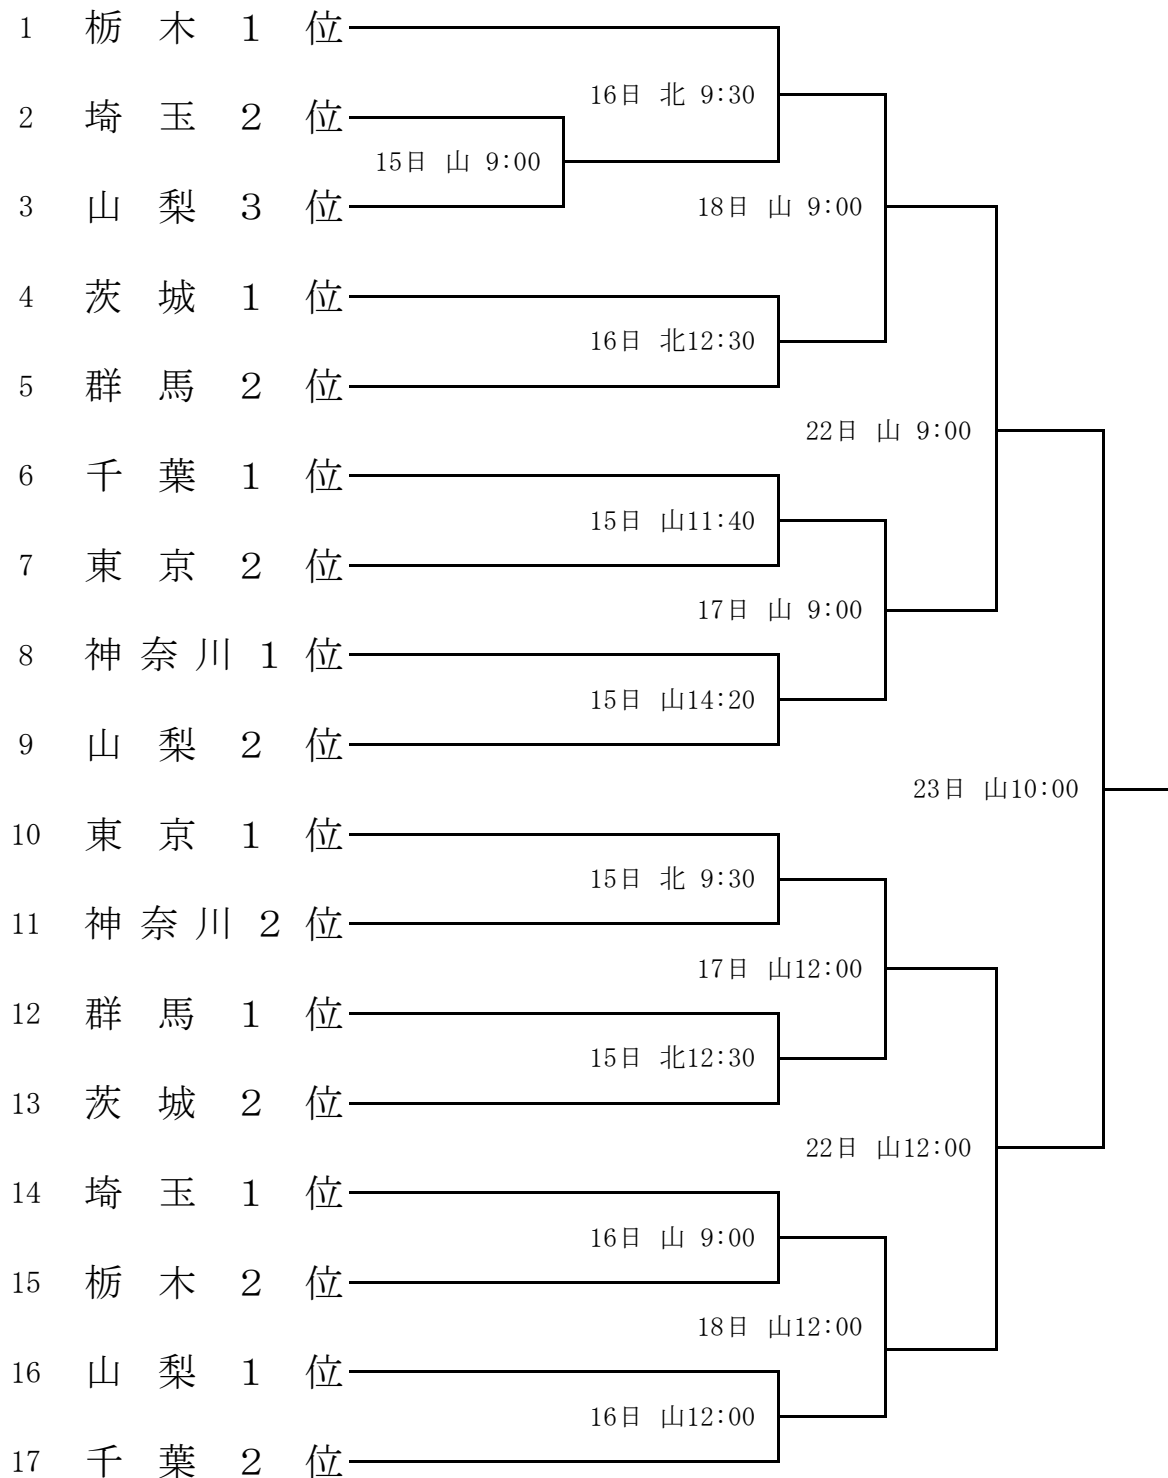 1 栃木1位
16日 北 9:30
2 埼玉2位
15日 山 9:00
3 山梨3位
18日 山 9:00
4 茨城1位
16日 北12:30
5 群馬2位
22日 山 9:00
6 千葉1位
15日 山11:40
7 東京2位
17日 山 9:00
8 神奈川1位
15日 山14:20
9 山梨2位
23日 山10:00
10 東京1位
15日 北 9:30
11 神奈川2位
17日 山12:00
12 群馬1位
15日 北12:30
13 茨城2位
22日 山12:00
14 埼玉1位
16日 山 9:00
15 栃木2位
18日 山12:00
16 山梨1位
16日 山12:00
17 千葉2位